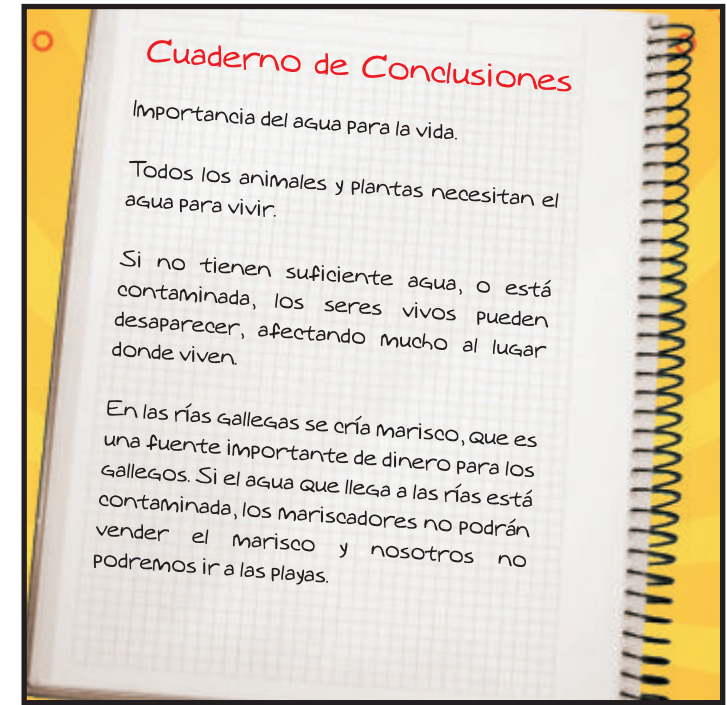 Cuaderno de Conclusiones
Importancia del agua para la vida.
Todos los animales y plantas necesitan el
agua para vivir.
Si no tienen suficiente agua, o está
contaminada, los seres vivos pueden
desaparecer, afectando mucho al lugar
donde viven.
En las rías gallegas se cría marisco, que es
una fuente importante de dinero para los
gallegos. Si el agua que llega a las rías está
contaminada, los mariscadores no podrán
vender el marisco y nosotros no
podremos ir a las playas.